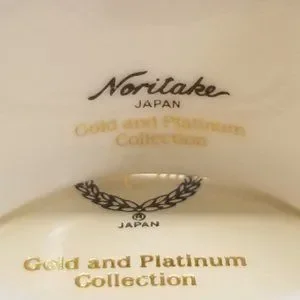 Noritake
JAPAN
Gold and Platinum
Collection
®
JAPAN
Gold and Platinum
Collection